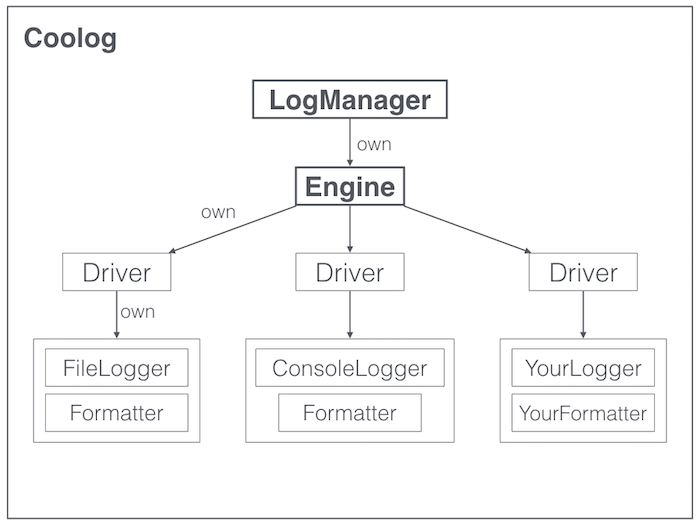 Coolog
LogManager
own
Engine
own
Driver
Driver
Driver
own
FileLogger
ConsoleLogger
YourLogger
Formatter
Formatter
YourFormatter